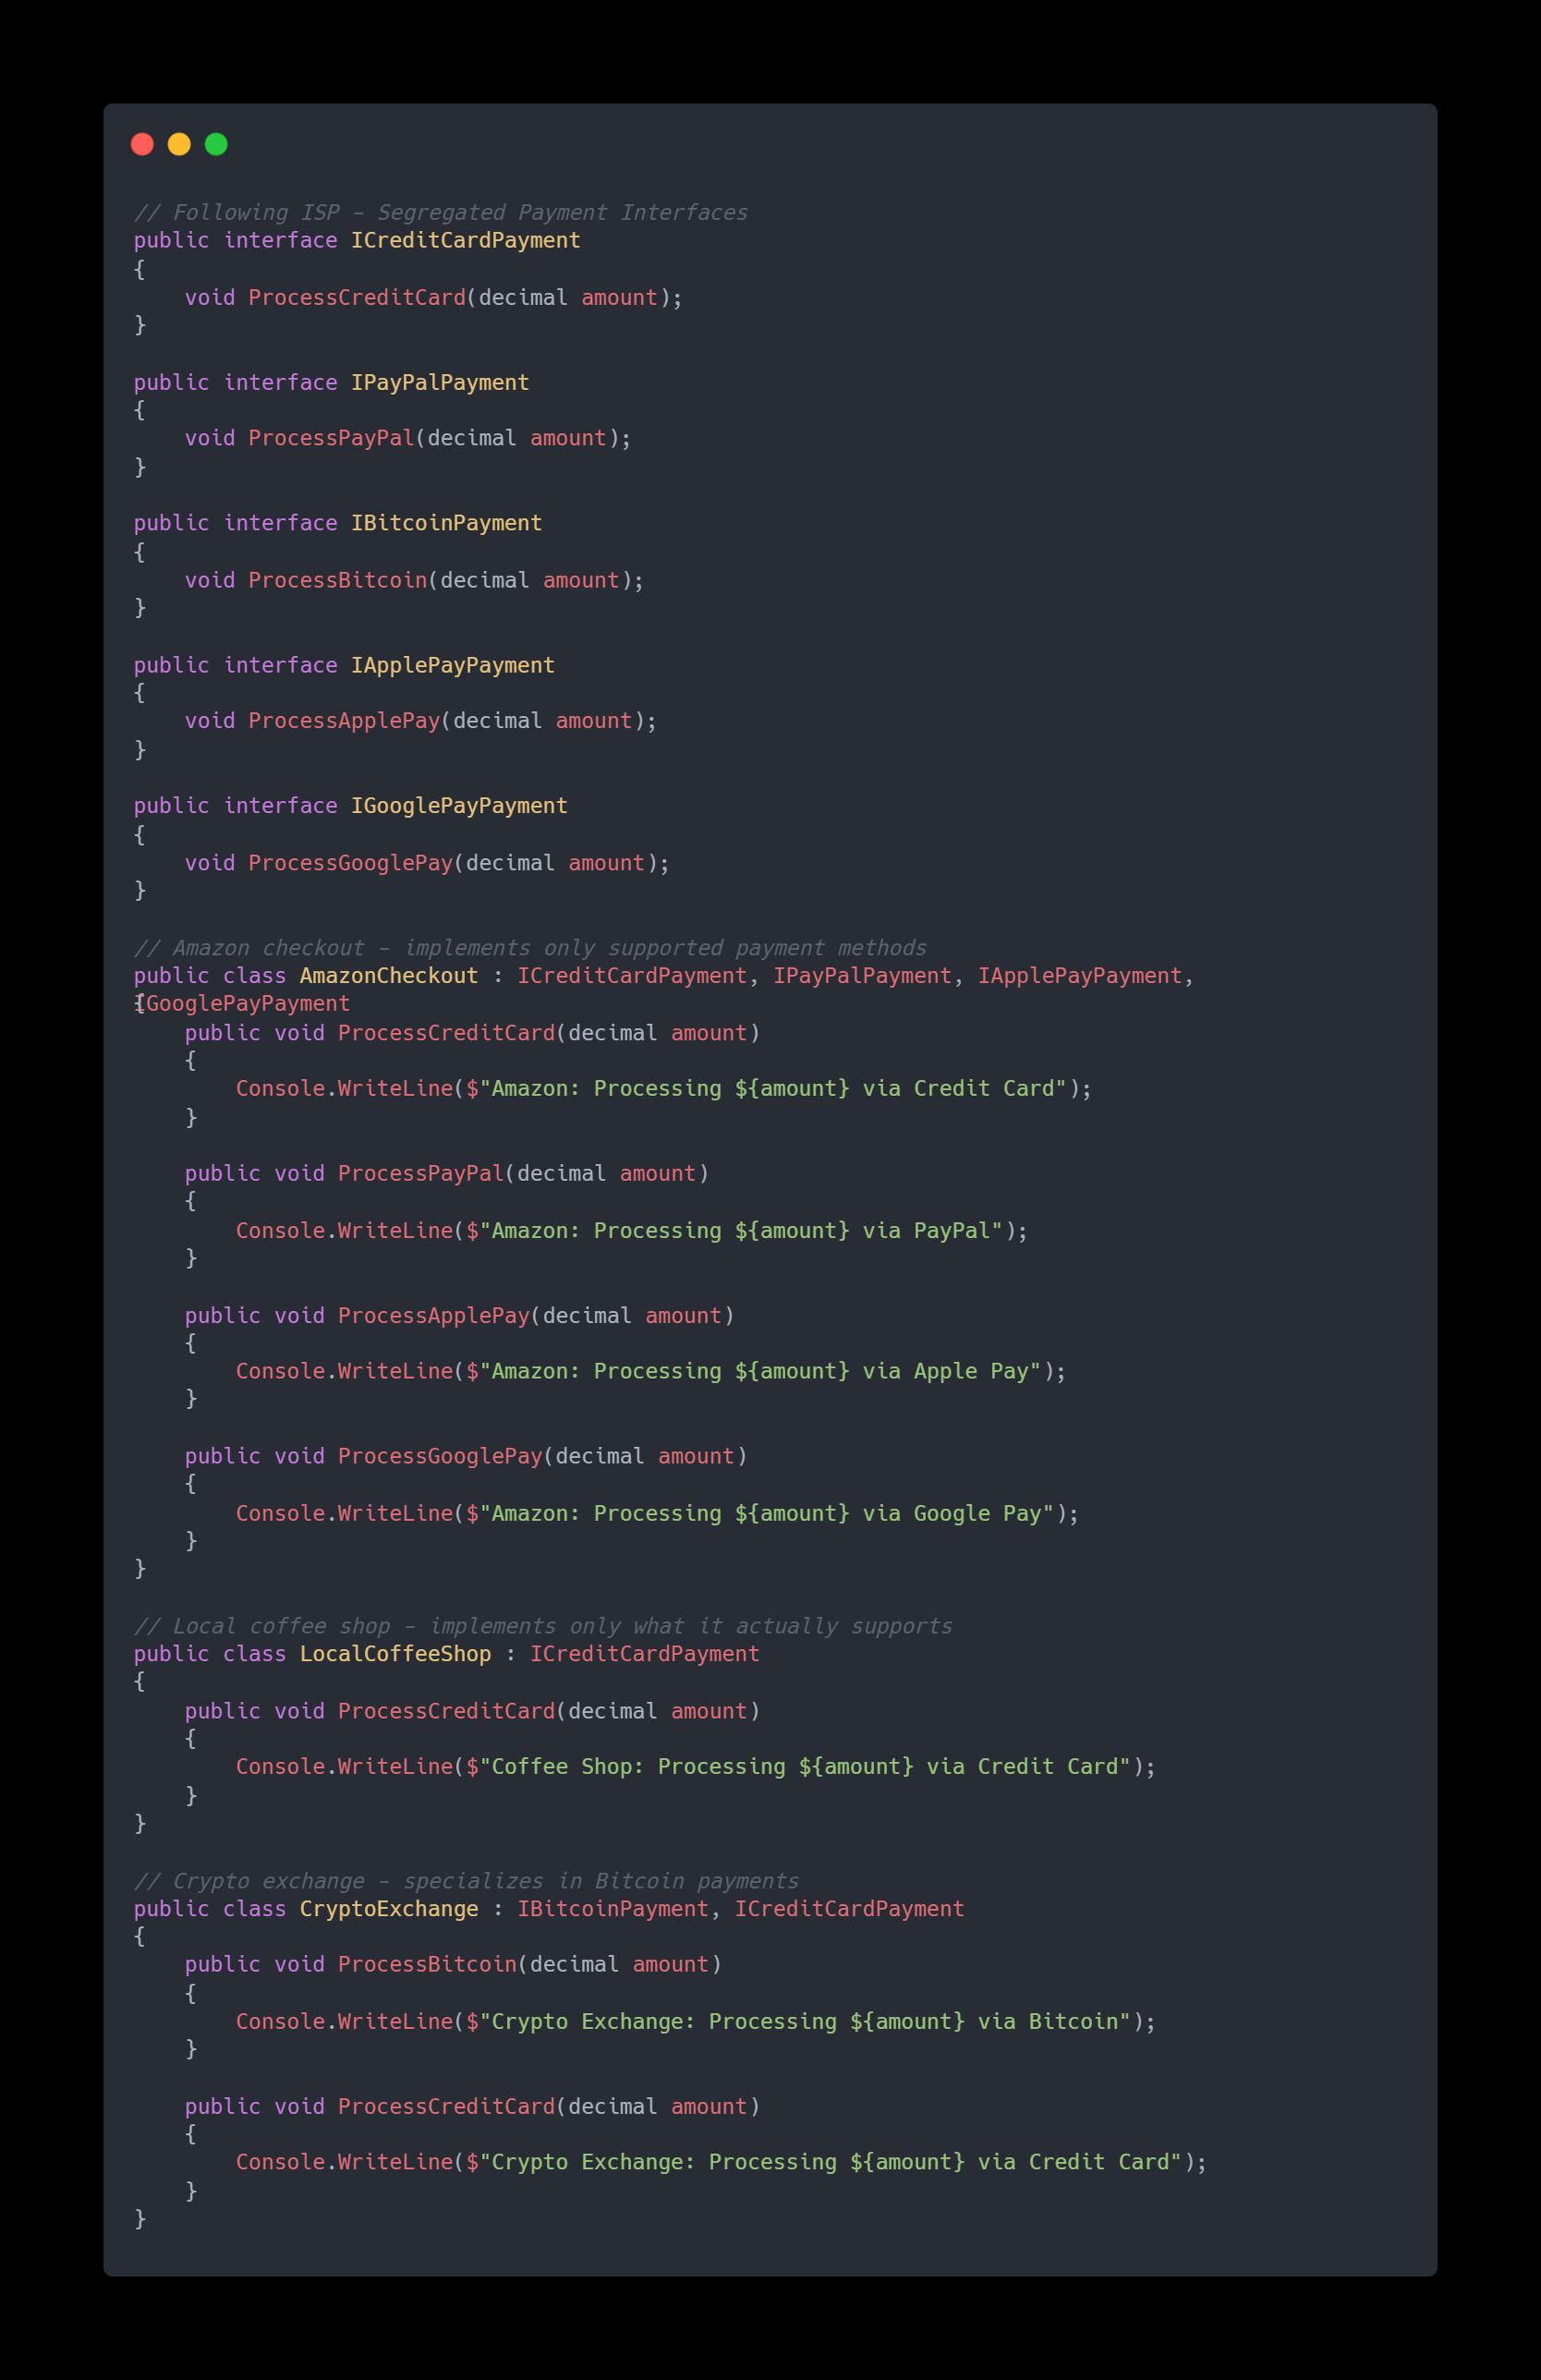 // Following ISP - Segregated Payment Interfaces
public interface ICreditCardPayment
{
    void ProcessCreditCard(decimal amount);
}

public interface IPayPalPayment
{
    void ProcessPayPal(decimal amount);
}

public interface IBitcoinPayment
{
    void ProcessBitcoin(decimal amount);
}

public interface IApplePayPayment
{
    void ProcessApplePay(decimal amount);
}

public interface IGooglePayPayment
{
    void ProcessGooglePay(decimal amount);
}

// Amazon checkout - implements only supported payment methods
public class AmazonCheckout : ICreditCardPayment, IPayPalPayment, IApplePayPayment,
IGooglePayPayment
{
    public void ProcessCreditCard(decimal amount)
    {
        Console.WriteLine($"Amazon: Processing ${amount} via Credit Card");
    }

    public void ProcessPayPal(decimal amount)
    {
        Console.WriteLine($"Amazon: Processing ${amount} via PayPal");
    }

    public void ProcessApplePay(decimal amount)
    {
        Console.WriteLine($"Amazon: Processing ${amount} via Apple Pay");
    }

    public void ProcessGooglePay(decimal amount)
    {
        Console.WriteLine($"Amazon: Processing ${amount} via Google Pay");
    }
}

// Local coffee shop - implements only what it actually supports
public class LocalCoffeeShop : ICreditCardPayment
{
    public void ProcessCreditCard(decimal amount)
    {
        Console.WriteLine($"Coffee Shop: Processing ${amount} via Credit Card");
    }
}

// Crypto exchange - specializes in Bitcoin payments
public class CryptoExchange : IBitcoinPayment, ICreditCardPayment
{
    public void ProcessBitcoin(decimal amount)
    {
        Console.WriteLine($"Crypto Exchange: Processing ${amount} via Bitcoin");
    }

    public void ProcessCreditCard(decimal amount)
    {
        Console.WriteLine($"Crypto Exchange: Processing ${amount} via Credit Card");
    }
}